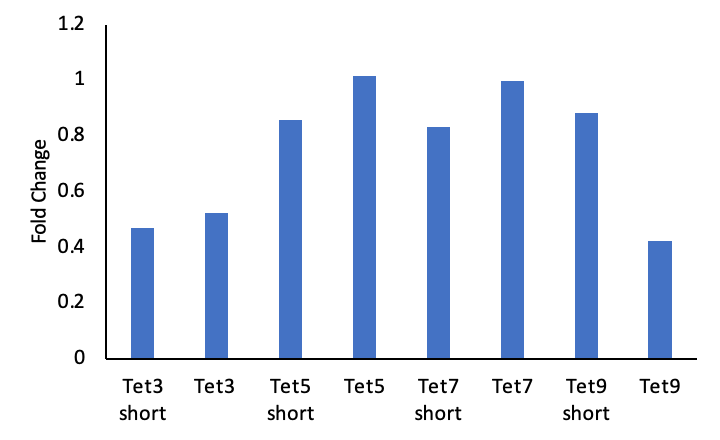 1.2
1
0.8
0.6
0.4
0.2
0
Fold Change
Tet3 short
Tet3
Tet5 short
Tet5
Tet7 short
Tet7
Tet9 short
Tet9